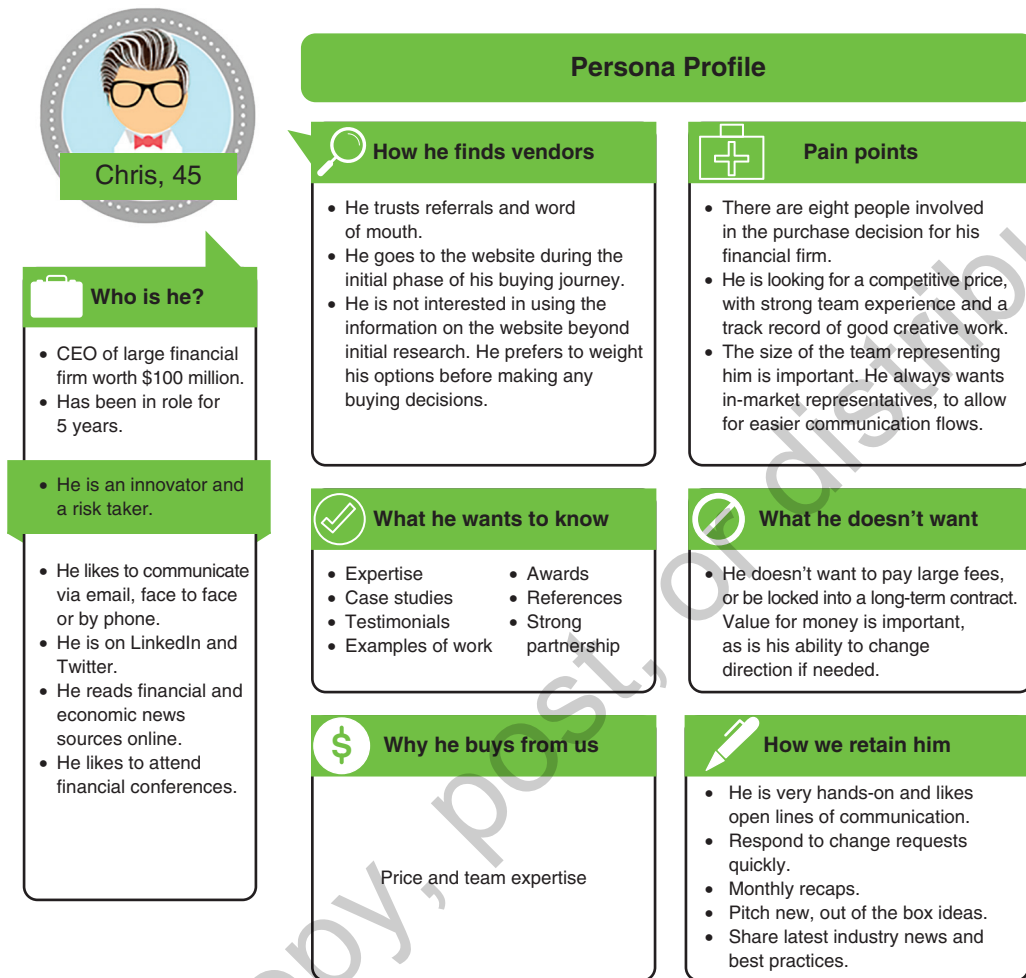 Persona Profile
Chris, 45
Who is he?
• CEO of large financial
firm worth $100 million.
• Has been in role for
5 years.
• He is an innovator and
a risk taker.
• He likes to communicate
via email, face to face
or by phone.
• He is on LinkedIn and
Twitter.
• He reads financial and
economic news
sources online.
• He likes to attend
financial conferences.
How he finds vendors
• He trusts referrals and word
of mouth.
• He goes to the website during the
initial phase of his buying journey.
• He is not interested in using the
information on the website beyond
initial research. He prefers to weight
his options before making any
buying decisions.
Pain points
• There are eight people involved
in the purchase decision for his
financial firm.
• He is looking for a competitive price,
with strong team experience and a
track record of good creative work.
• The size of the team representing
him is important. He always wants
in-market representatives, to allow
for easier communication flows.
What he wants to know
• Expertise
• Case studies
• Testimonials
• Examples of work
• Awards
• References
• Strong
partnership
What he doesn’t want
• He doesn’t want to pay large fees,
or be locked into a long-term contract.
Value for money is important,
as is his ability to change
direction if needed.
$
Why he buys from us
Price and team expertise
How we retain him
• He is very hands-on and likes
open lines of communication.
• Respond to change requests
quickly.
• Monthly recaps.
• Pitch new, out of the box ideas.
• Share latest industry news and
best practices.
post, or